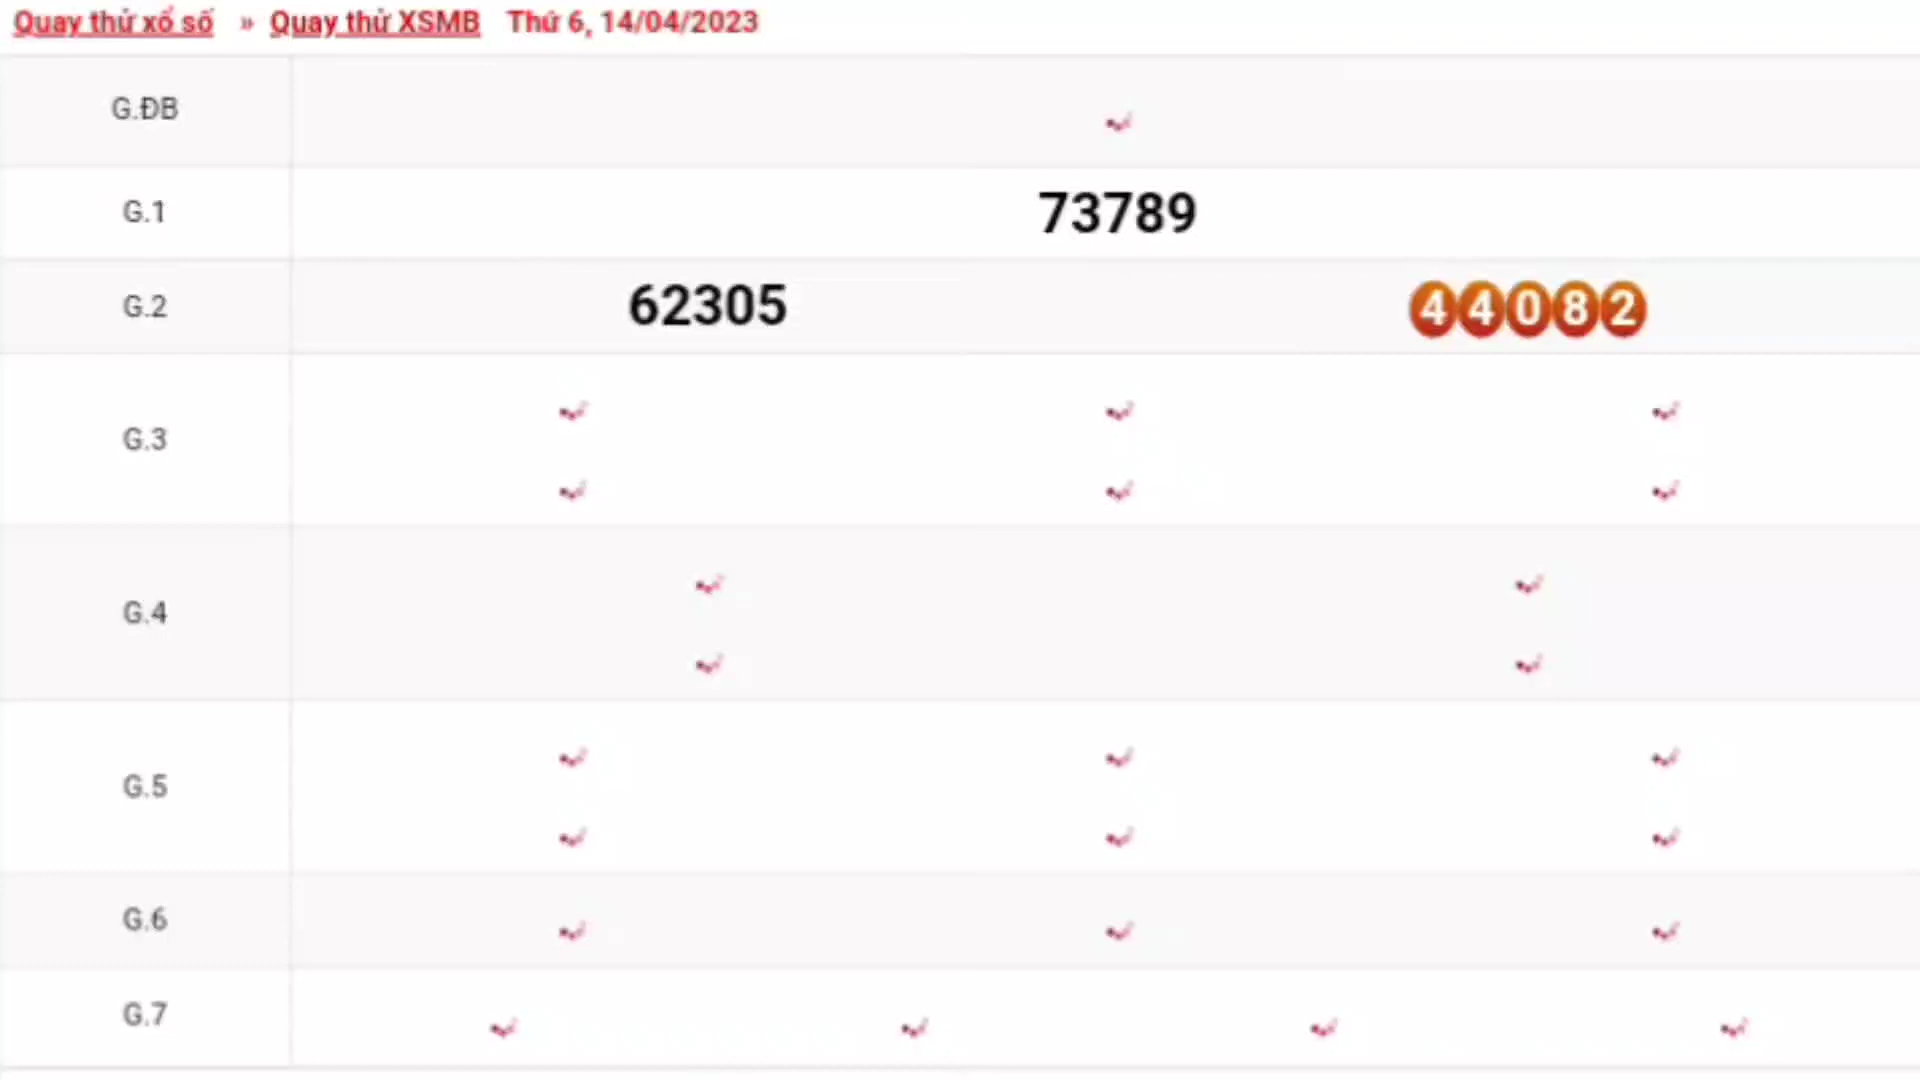 Quay thử xổ số » Quay thử XSMB Thứ 6, 14/04/2023
G.ĐB
G.1 73789
G.2 62305 44082
G.3
G.4
G.5
G.6
G.7